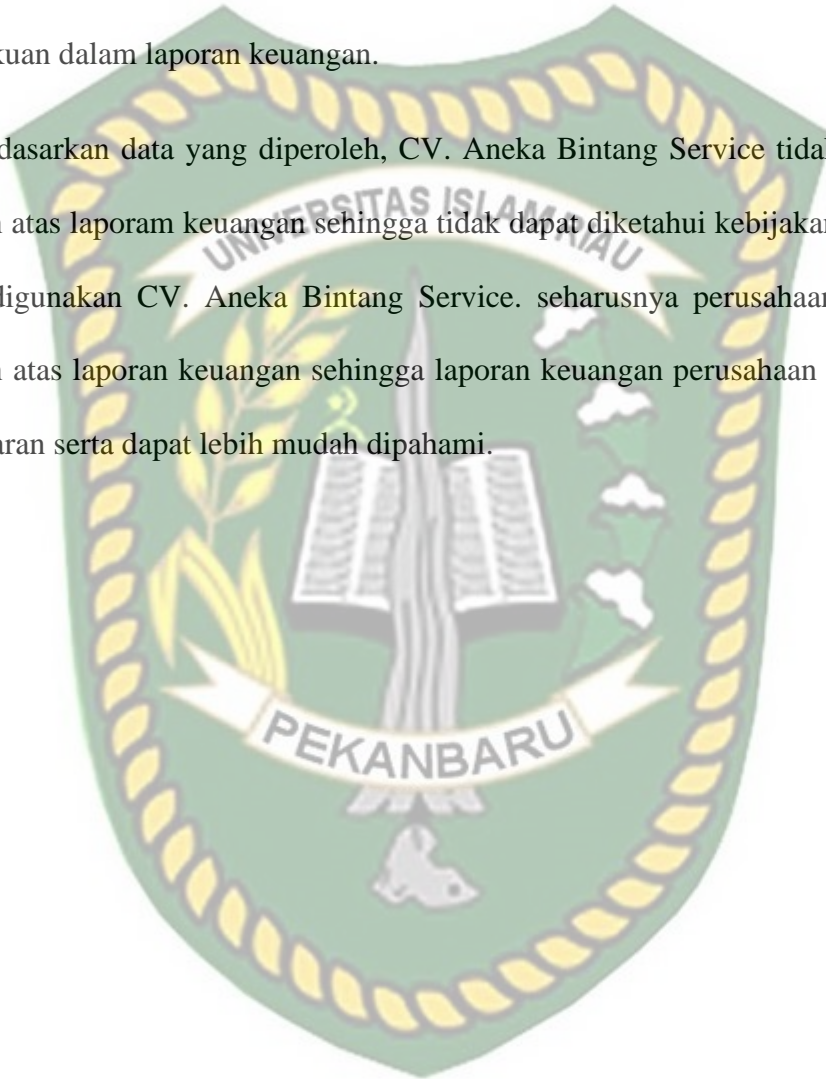 kuan dalam laporan keuangan.
dasarkan data yang diperoleh, CV. Aneka Bintang Service tidak
atas laporam keuangan sehingga tidak dapat diketahui kebijakan
digunakan CV. Aneka Bintang Service. seharusnya perusahaan
atas laporan keuangan sehingga laporan keuangan perusahaan
aran serta dapat lebih mudah dipahami.
UNIVERSITAS ISLAM RIAU
PEKANBARU